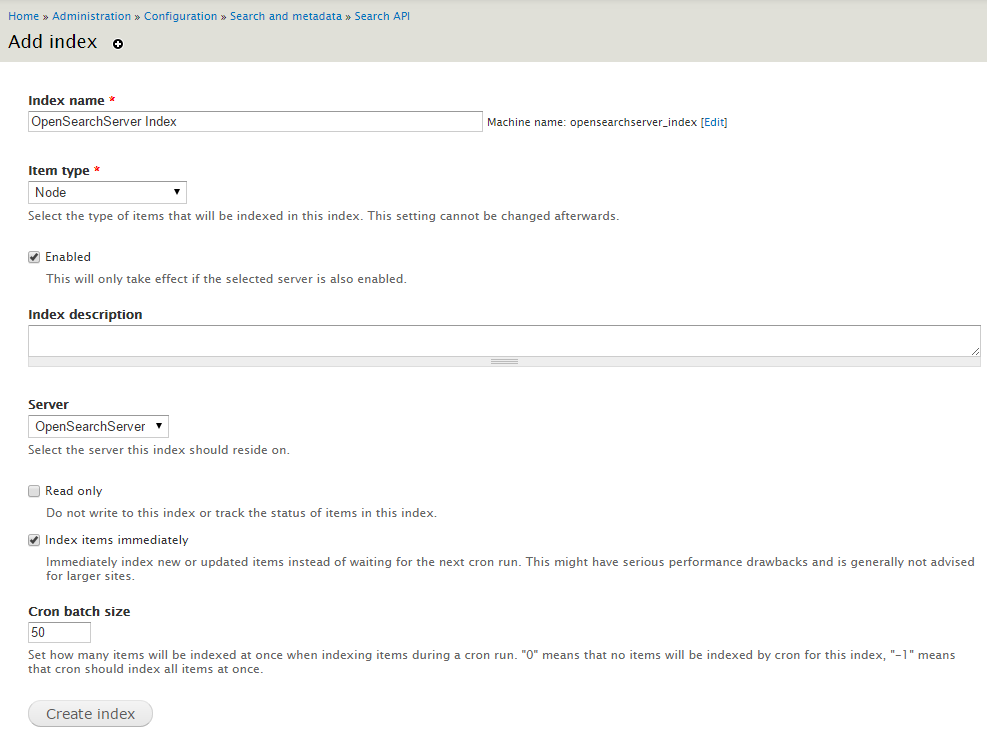 Home » Administration » Configuration » Search and metadata » Search API
Add index
Index name *
OpenSearchServer Index
Machine name: opensearchserver_index [Edit]
Item type *
Node
Select the type of items that will be indexed in this index. This setting cannot be changed afterwards.
Enabled
This will only take effect if the selected server is also enabled.
Index description
Server
OpenSearchServer
Select the server this index should reside on.
Read only
Do not write to this index or track the status of items in this index.
Index items immediately
Immediately index new or updated items instead of waiting for the next cron run. This might have serious performance drawbacks and is generally not advised
for larger sites.
Cron batch size
50
Set how many items will be indexed at once when indexing items during a cron run. "0" means that no items will be indexed by cron for this index, "-1" means
that cron should index all items at once.
Create index